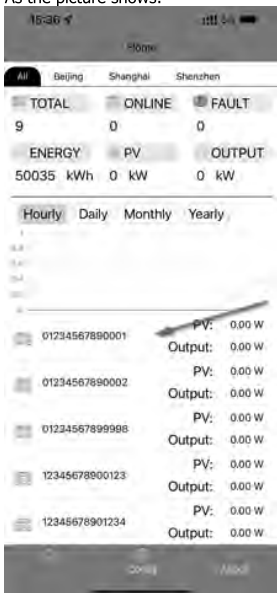 As the picture shows:
15:36
Home
All Beijing Shanghai Shenzhen
TOTAL ONLINE FAULT
9 0 0
ENERGY PV OUTPUT
50035 kWh 0 kW 0 kW
Hourly Daily Monthly Yearly
01234567890001 PV: 0.00 W
Output: 0.00 W
01234567890002 PV: 0.00 W
Output: 0.00 W
01234567899998 PV: 0.00 W
Output: 0.00 W
12345678900123 PV: 0.00 W
Output: 0.00 W
12345678901234 PV: 0.00 W
Output: 0.00 W
Config About